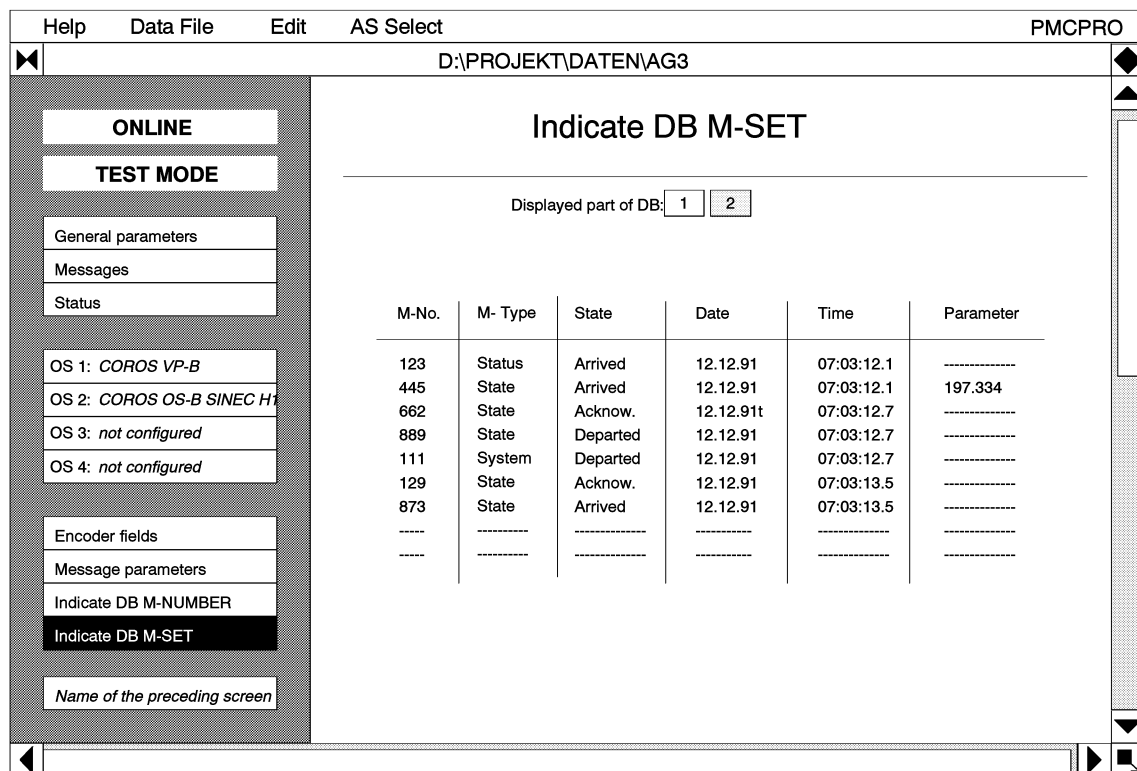 Help Data File Edit AS Select PMCPRO
D:\PROJEKT\DATEN\AG3
ONLINE
TEST MODE
General parameters
Messages
Status
OS 1: COROS VP-B
OS 2: COROS OS-B SINEC H1
OS 3: not configured
OS 4: not configured
Encoder fields
Message parameters
Indicate DB M-NUMBER
Indicate DB M-SET
Name of the preceding screen
Indicate DB M-SET
Displayed part of DB: 1 2
M-No. M- Type State Date Time Parameter
123 Status Arrived 12.12.91 07:03:12.1 --------------
445 State Arrived 12.12.91 07:03:12.1 197.334
662 State Acknow. 12.12.91t 07:03:12.7 --------------
889 State Departed 12.12.91 07:03:12.7 --------------
111 System Departed 12.12.91 07:03:12.7 --------------
129 State Acknow. 12.12.91 07:03:13.5 --------------
873 State Arrived 12.12.91 07:03:13.5 --------------
----- ---------- -------------- ----------- -------------- --------------
----- ---------- -------------- ----------- -------------- --------------